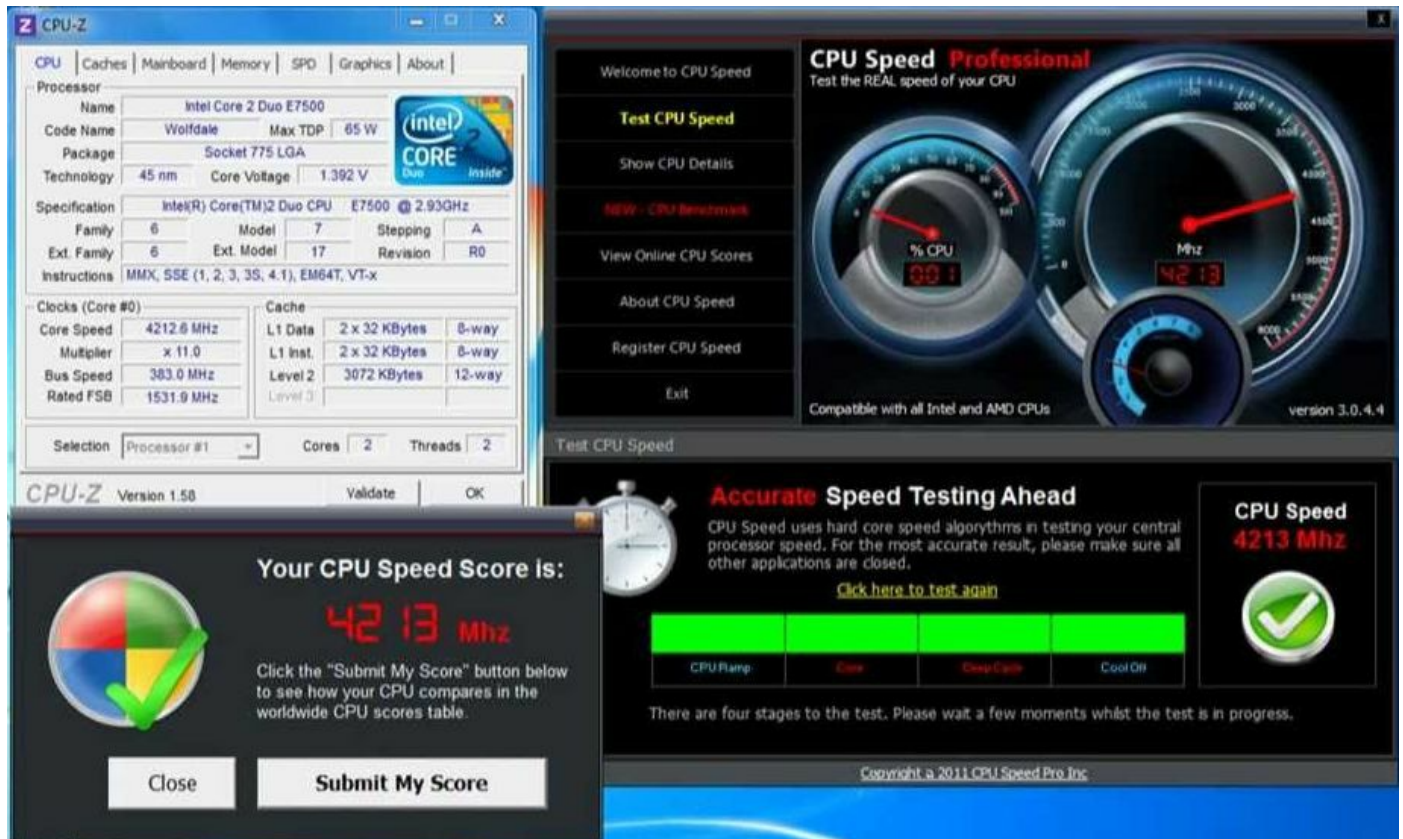 CPU-Z
CPU Caches Mainboard Memory SPD Graphics About
Processor
Name Intel Core 2 Duo E7500
Code Name Wolfdale Max TDP 65 W
Package Socket 775 LGA
Technology 45 nm Core Voltage 1.392 V
intel CORE 2 Duo inside
Specification Intel(R) Core(TM)2 Duo CPU E7500 @ 2.93GHz
Family 6 Model 7 Stepping A
Ext. Family 6 Ext. Model 17 Revision R0
Instructions MMX, SSE (1, 2, 3, 3S, 4.1), EM64T, VT-x
Clocks (Core #0)
Core Speed 4212.6 MHz
Multiplier x 11.0
Bus Speed 383.0 MHz
Rated FSB 1531.9 MHz
Cache
L1 Data 2 x 32 KBytes 8-way
L1 Inst. 2 x 32 KBytes 8-way
Level 2 3072 KBytes 12-way
Level 3
Selection Processor #1 Cores 2 Threads 2
CPU-Z Version 1.58 Validate OK
X
Welcome to CPU Speed
Test CPU Speed
Show CPU Details
NEW - CPU Benchmark
View Online CPU Scores
About CPU Speed
Register CPU Speed
Exit
CPU Speed Professional
Test the REAL speed of your CPU
% CPU
001
Mhz
4213
Compatible with all Intel and AMD CPUs
version 3.0.4.4
Test CPU Speed
Accurate Speed Testing Ahead
CPU Speed uses hard core speed algorythms in testing your central
processor speed. For the most accurate result, please make sure all
other applications are closed.
Click here to test again
CPU Ramp Core Deep Cycle Cool Off
There are four stages to the test. Please wait a few moments whilst the test is in progress.
CPU Speed
4213 Mhz
Copyright a 2011 CPU Speed Pro Inc
Your CPU Speed Score is:
4213 Mhz
Click the "Submit My Score" button below
to see how your CPU compares in the
worldwide CPU scores table.
Close
Submit My Score